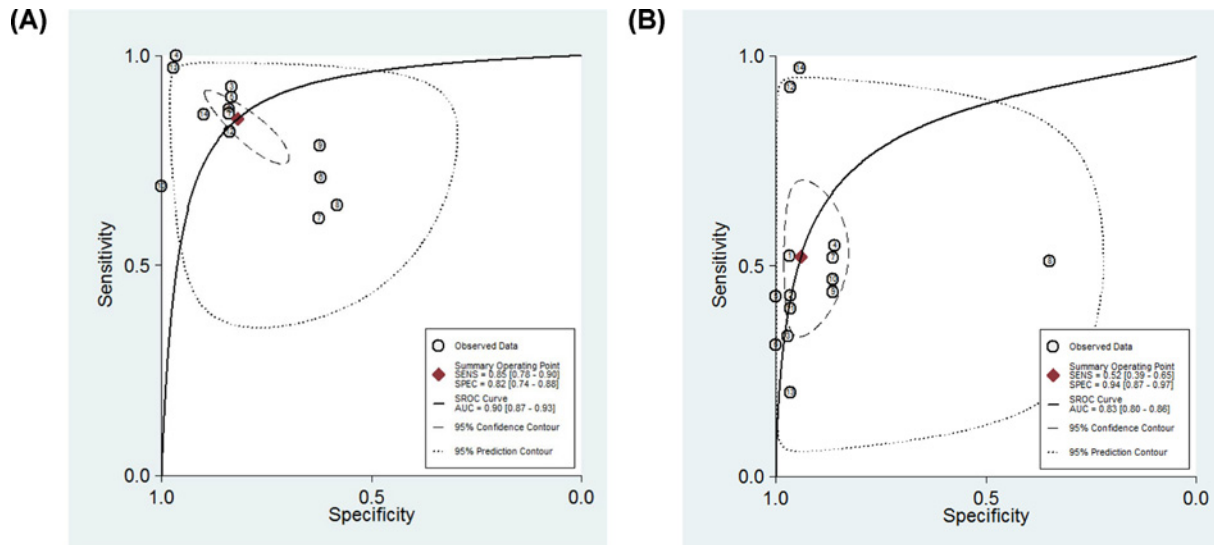 (A)
1.0
0.5
0.0
Sensitivity
1.0
0.5
0.0
Specificity
Observed Data
Summary Operating Point
SENS = 0.85 [0.78 - 0.90]
SPEC = 0.82 [0.74 - 0.88]
SROC Curve
AUC = 0.90 [0.87 - 0.93]
95% Confidence Contour
95% Prediction Contour
(B)
1.0
0.5
0.0
Sensitivity
1.0
0.5
0.0
Specificity
Observed Data
Summary Operating Point
SENS = 0.52 [0.39 - 0.65]
SPEC = 0.94 [0.87 - 0.97]
SROC Curve
AUC = 0.83 [0.80 - 0.86]
95% Confidence Contour
95% Prediction Contour